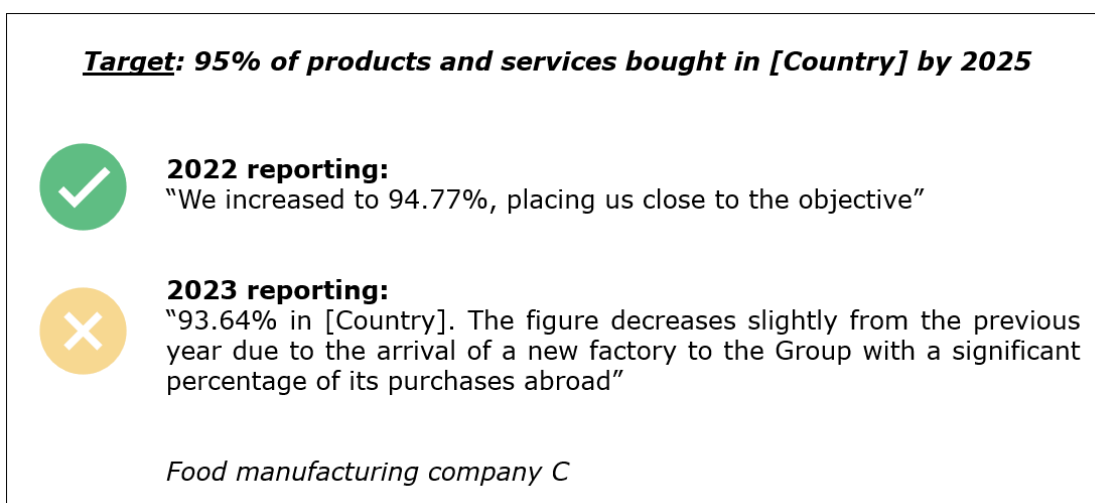 Target: 95% of products and services bought in [Country] by 2025
2022 reporting:
“We increased to 94.77%, placing us close to the objective”
2023 reporting:
“93.64% in [Country]. The figure decreases slightly from the previous
year due to the arrival of a new factory to the Group with a significant
percentage of its purchases abroad”
Food manufacturing company C